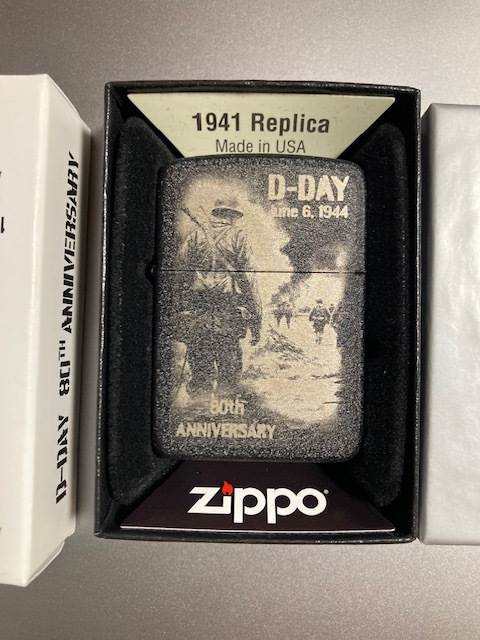 1941 Replica
Made in USA
D-DAY
June 6, 1944
80th
ANNIVERSARY
zippo®
D-DAY 80TH ANNIVERSARY